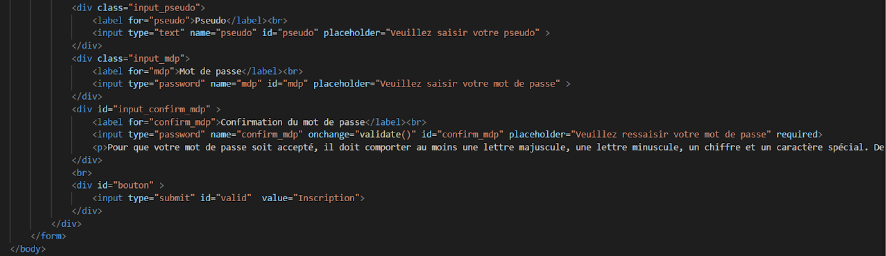 <div class="input_pseudo">
<label for="pseudo">Pseudo</label><br>
<input type="text" name="pseudo" id="pseudo" placeholder="Veuillez saisir votre pseudo" >
</div>
<div class="input_mdp">
<label for="mdp">Mot de passe</label><br>
<input type="password" name="mdp" id="mdp" placeholder="Veuillez saisir votre mot de passe" >
</div>
<div id="input_confirm_mdp" >
<label for="confirm_mdp">Confirmation du mot de passe</label><br>
<input type="password" name="confirm_mdp" onchange="validate()" id="confirm_mdp" placeholder="Veuillez ressaisir votre mot de passe" required>
<p>Pour que votre mot de passe soit accepté, il doit comporter au moins une lettre majuscule, une lettre minuscule, un chiffre et un caractère spécial. De
</div>
<br>
<div id="bouton" >
<input type="submit" id="valid"  value="Inscription">
</div>
</div>
</form>
</body>